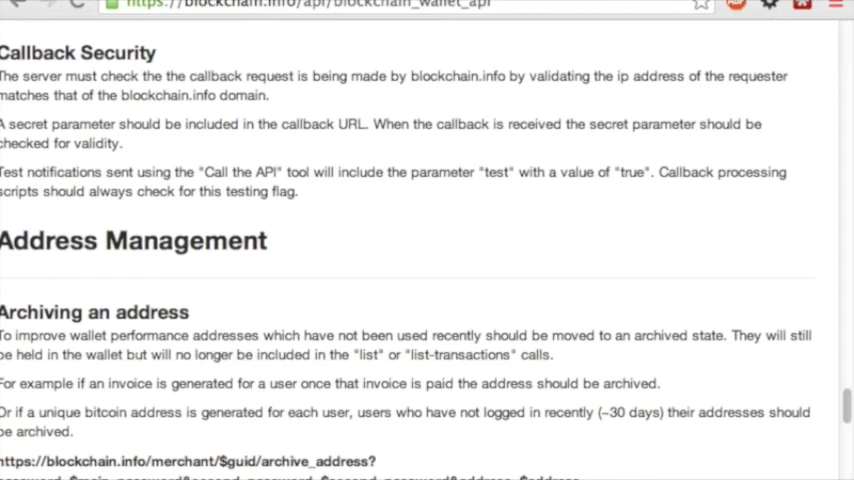 https://blockchain.info/api/blockchain_wallet_api
Callback Security
The server must check the the callback request is being made by blockchain.info by validating the ip address of the requester
matches that of the blockchain.info domain.
A secret parameter should be included in the callback URL. When the callback is received the secret parameter should be
checked for validity.
Test notifications sent using the "Call the API" tool will include the parameter "test" with a value of "true". Callback processing
scripts should always check for this testing flag.
Address Management
Archiving an address
To improve wallet performance addresses which have not been used recently should be moved to an archived state. They will still
be held in the wallet but will no longer be included in the "list" or "list-transactions" calls.
For example if an invoice is generated for a user once that invoice is paid the address should be archived.
Or if a unique bitcoin address is generated for each user, users who have not logged in recently (~30 days) their addresses should
be archived.
https://blockchain.info/merchant/$guid/archive_address?